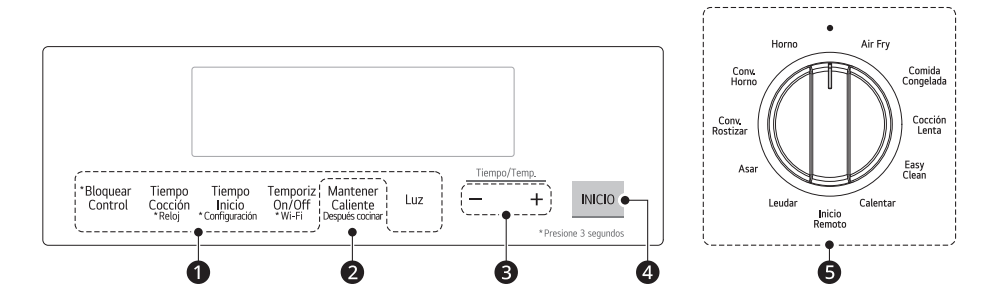 *Bloquear
Control
Tiempo
Cocción
*Reloj
Tiempo
Inicio
*Configuración
Temporiz
On/Off
*Wi-Fi
Mantener
Caliente
Después cocinar
Luz
Tiempo/Temp.
− +
INICIO
*Presione 3 segundos
1
2
3
4
Horno
Air Fry
Conv.
Horno
Comida
Congelada
Conv.
Rostizar
Cocción
Lenta
Asar
Easy
Clean
Leudar
Inicio
Remoto
Calentar
5